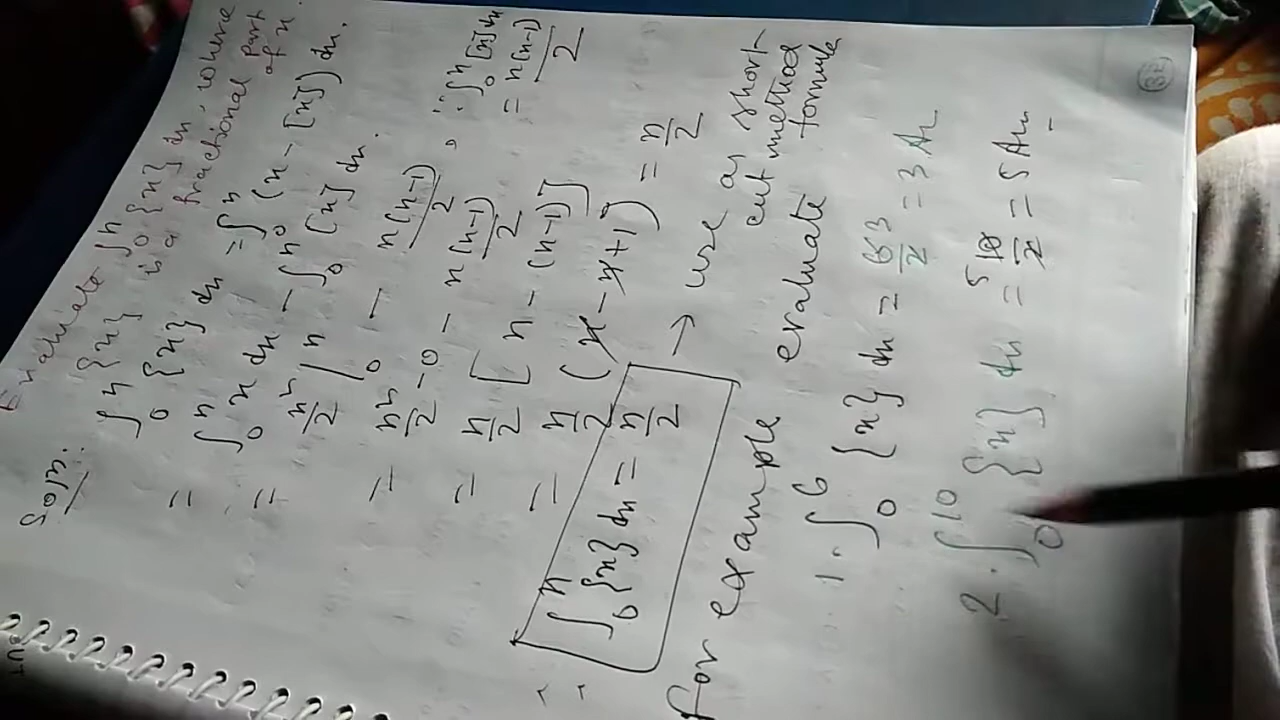 Evaluate ∫₀ⁿ {x} dx. where
{x} is a fractional part of x.
Soln. ∫₀ⁿ {x} dx = ∫₀ⁿ (x - [x]) dx.
= ∫₀ⁿ x dx - ∫₀ⁿ [x] dx.
= x²/2 |₀ⁿ - n(n-1)/2, ∵ ∫₀ⁿ [x] dx = n(n-1)/2
= n²/2 - 0 - n(n-1)/2
= n/2 [n - (n-1)]
= n/2 (n - n + 1) = n/2
∴ ∫₀ⁿ {x} dx = n/2 → use as short cut method formula
for example evaluate
1. ∫₀⁶ {x} dx = 6/2 = 3 Ans
2. ∫₀¹⁰ {x} dx = 10/2 = 5 Ans